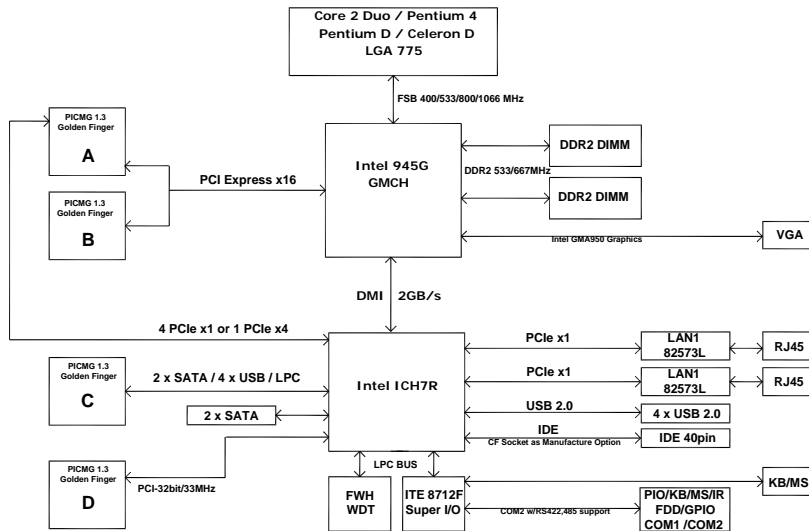 Core 2 Duo / Pentium 4
Pentium D / Celeron D
LGA 775
FSB 400/533/800/1066 MHz
PICMG 1.3
Golden Finger
A
Intel 945G
GMCH
DDR2 DIMM
DDR2 533/667MHz
DDR2 DIMM
PCI Express x16
PICMG 1.3
Golden Finger
B
Intel GMA950 Graphics
VGA
DMI 2GB/s
4 PCIe x1 or 1 PCIe x4
Intel ICH7R
PCIe x1
LAN1
82573L
RJ45
PICMG 1.3
Golden Finger
C
2 x SATA / 4 x USB / LPC
PCIe x1
LAN1
82573L
RJ45
2 x SATA
USB 2.0
4 x USB 2.0
IDE
CF Socket as Manufacture Option
IDE 40pin
PICMG 1.3
Golden Finger
D
PCI-32bit/33MHz
LPC BUS
FWH
WDT
ITE 8712F
Super I/O
KB/MS
COM2 w/RS422,485 support
PIO/KB/MS/IR
FDD/GPIO
COM1 /COM2